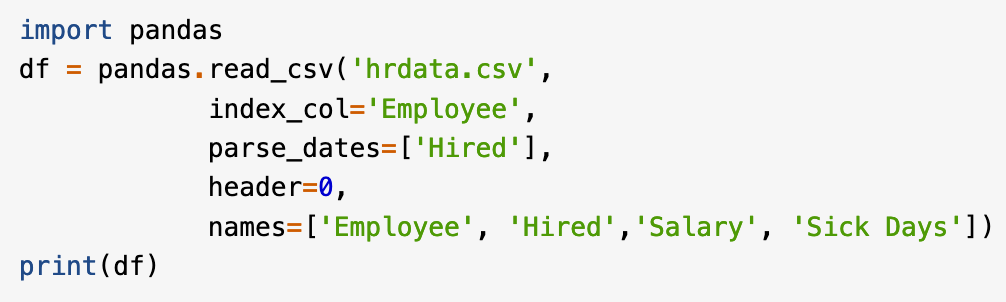 import pandas
df = pandas.read_csv('hrdata.csv',
            index_col='Employee',
            parse_dates=['Hired'],
            header=0,
            names=['Employee', 'Hired','Salary', 'Sick Days'])
print(df)